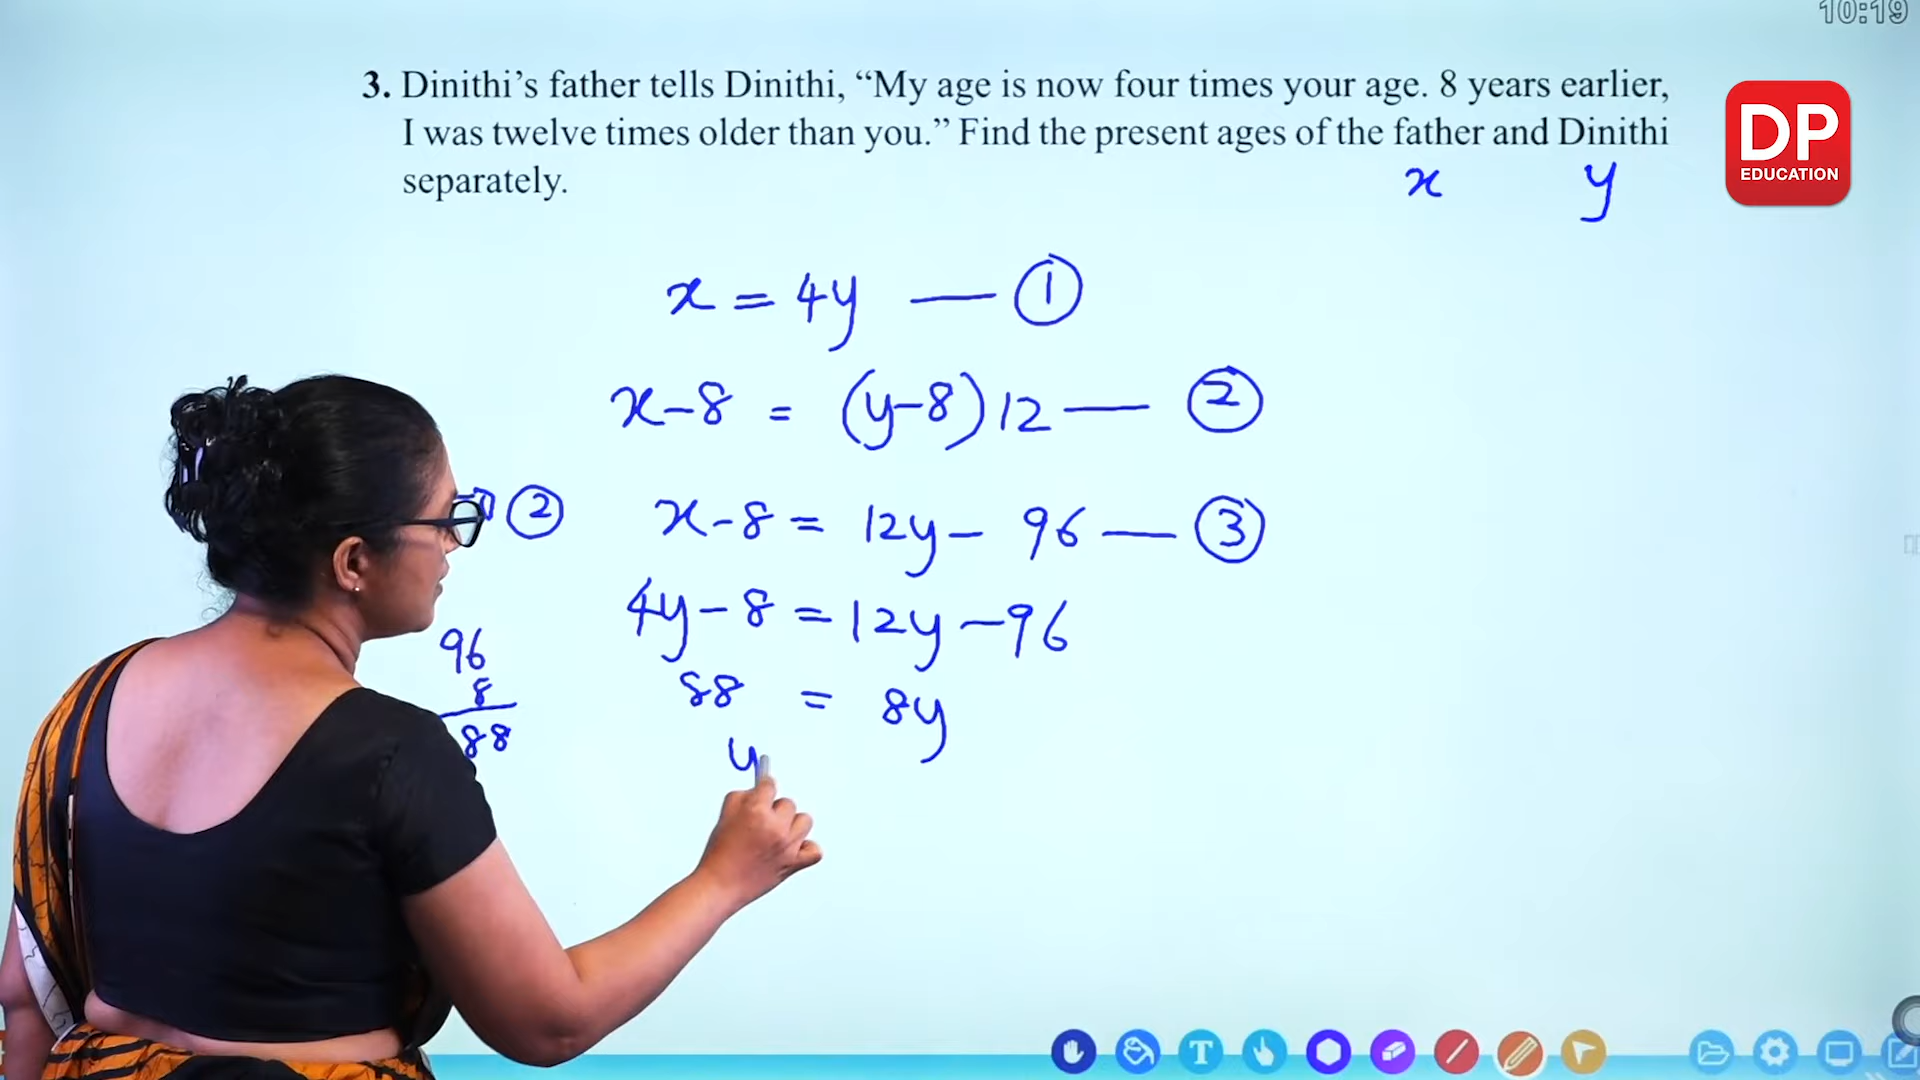 10:19
3. Dinithi’s father tells Dinithi, “My age is now four times your age. 8 years earlier,
I was twelve times older than you.” Find the present ages of the father and Dinithi
separately.
DP
EDUCATION
x y
x = 4y — ①
x-8 = (y-8)12 — ②
② x-8 = 12y - 96 — ③
4y - 8 = 12y - 96
96
8
88
88 = 8y
y
T